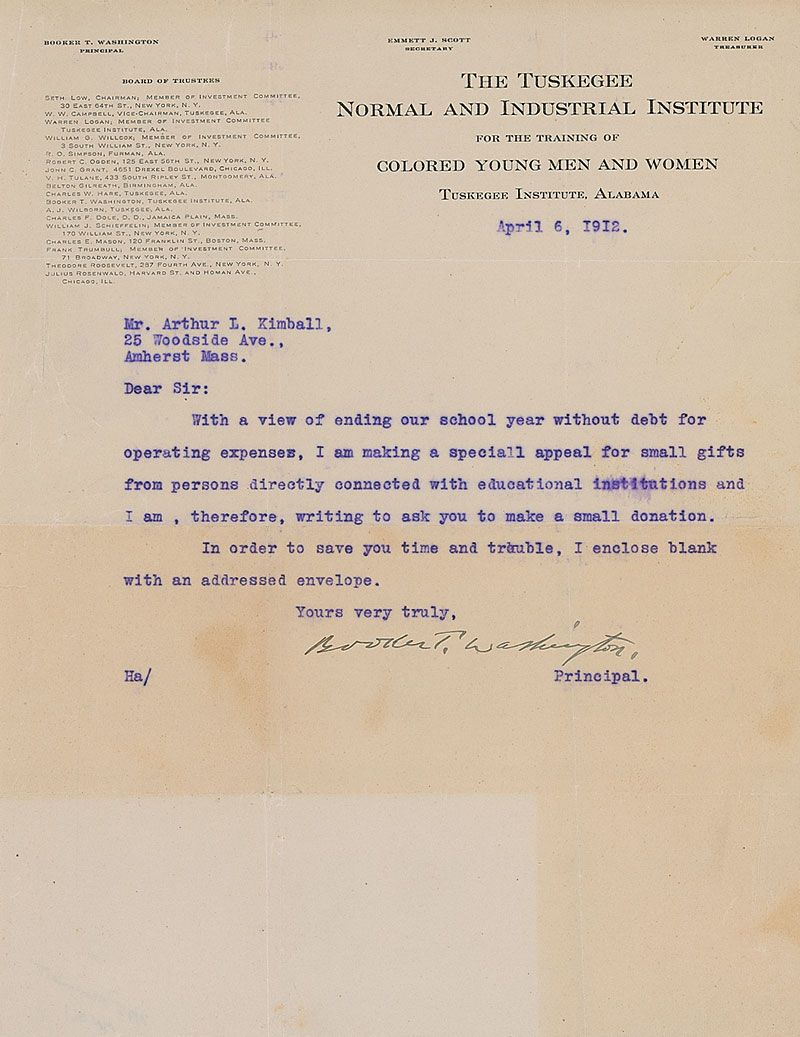 BOOKER T. WASHINGTON
PRINCIPAL
EMMETT J. SCOTT
SECRETARY
WARREN LOGAN
TREASURER
BOARD OF TRUSTEES
SETH LOW, CHAIRMAN; MEMBER OF INVESTMENT COMMITTEE,
30 EAST 64TH ST., NEW YORK, N. Y.
W. W. CAMPBELL, VICE-CHAIRMAN, TUSKEGEE, ALA.
WARREN LOGAN; MEMBER OF INVESTMENT COMMITTEE
TUSKEGEE INSTITUTE, ALA.
WILLIAM G. WILLCOX; MEMBER OF INVESTMENT COMMITTEE,
3 SOUTH WILLIAM ST., NEW YORK, N. Y.
R. O. SIMPSON, FURMAN, ALA.
ROBERT C. OGDEN, 125 EAST 56TH ST., NEW YORK, N. Y.
JOHN C. GRANT, 4651 DREXEL BOULEVARD, CHICAGO, ILL.
V. H. TULANE, 433 SOUTH RIPLEY ST., MONTGOMERY, ALA.
BELTON GILREATH, BIRMINGHAM, ALA.
CHARLES W. HARE, TUSKEGEE, ALA.
BOOKER T. WASHINGTON, TUSKEGEE INSTITUTE, ALA.
A. J. WILBORN, TUSKEGEE, ALA.
CHARLES F. DOLE, D. D., JAMAICA PLAIN, MASS.
WILLIAM J. SCHIEFFELIN; MEMBER OF INVESTMENT COMMITTEE,
170 WILLIAM ST., NEW YORK, N. Y.
CHARLES E. MASON, 120 FRANKLIN ST., BOSTON, MASS.
FRANK TRUMBULL; MEMBER OF INVESTMENT COMMITTEE,
71 BROADWAY, NEW YORK, N. Y.
THEODORE ROOSEVELT, 287 FOURTH AVE., NEW YORK, N. Y.
JULIUS ROSENWALD, HARVARD ST. AND HOMAN AVE.,
CHICAGO, ILL.
THE TUSKEGEE
NORMAL AND INDUSTRIAL INSTITUTE
FOR THE TRAINING OF
COLORED YOUNG MEN AND WOMEN
TUSKEGEE INSTITUTE, ALABAMA
April 6, 1912.
Mr. Arthur L. Kimball,
25 Woodside Ave.,
Amherst Mass.
Dear Sir:
With a view of ending our school year without debt for
operating expenses, I am making a speciall appeal for small gifts
from persons directly connected with educational institutions and
I am , therefore, writing to ask you to make a small donation.
In order to save you time and trouble, I enclose blank
with an addressed envelope.
Yours very truly,
Booker T. Washington.
Ha/
Principal.